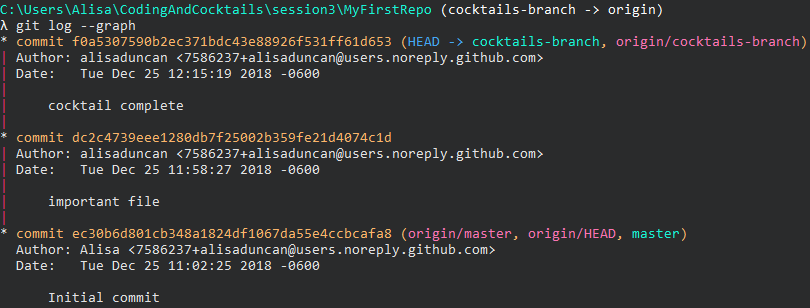 C:\Users\Alisa\CodingAndCocktails\session3\MyFirstRepo (cocktails-branch -> origin)
λ git log --graph
* commit f0a5307590b2ec371bdc43e88926f531ff61d653 (HEAD -> cocktails-branch, origin/cocktails-branch)
| Author: alisaduncan <7586237+alisaduncan@users.noreply.github.com>
| Date:   Tue Dec 25 12:15:19 2018 -0600
|
|     cocktail complete
|
* commit dc2c4739eee1280db7f25002b359fe21d4074c1d
| Author: alisaduncan <7586237+alisaduncan@users.noreply.github.com>
| Date:   Tue Dec 25 11:58:27 2018 -0600
|
|     important file
|
* commit ec30b6d801cb348a1824df1067da55e4ccbcafa8 (origin/master, origin/HEAD, master)
  Author: Alisa <7586237+alisaduncan@users.noreply.github.com>
  Date:   Tue Dec 25 11:02:25 2018 -0600

      Initial commit